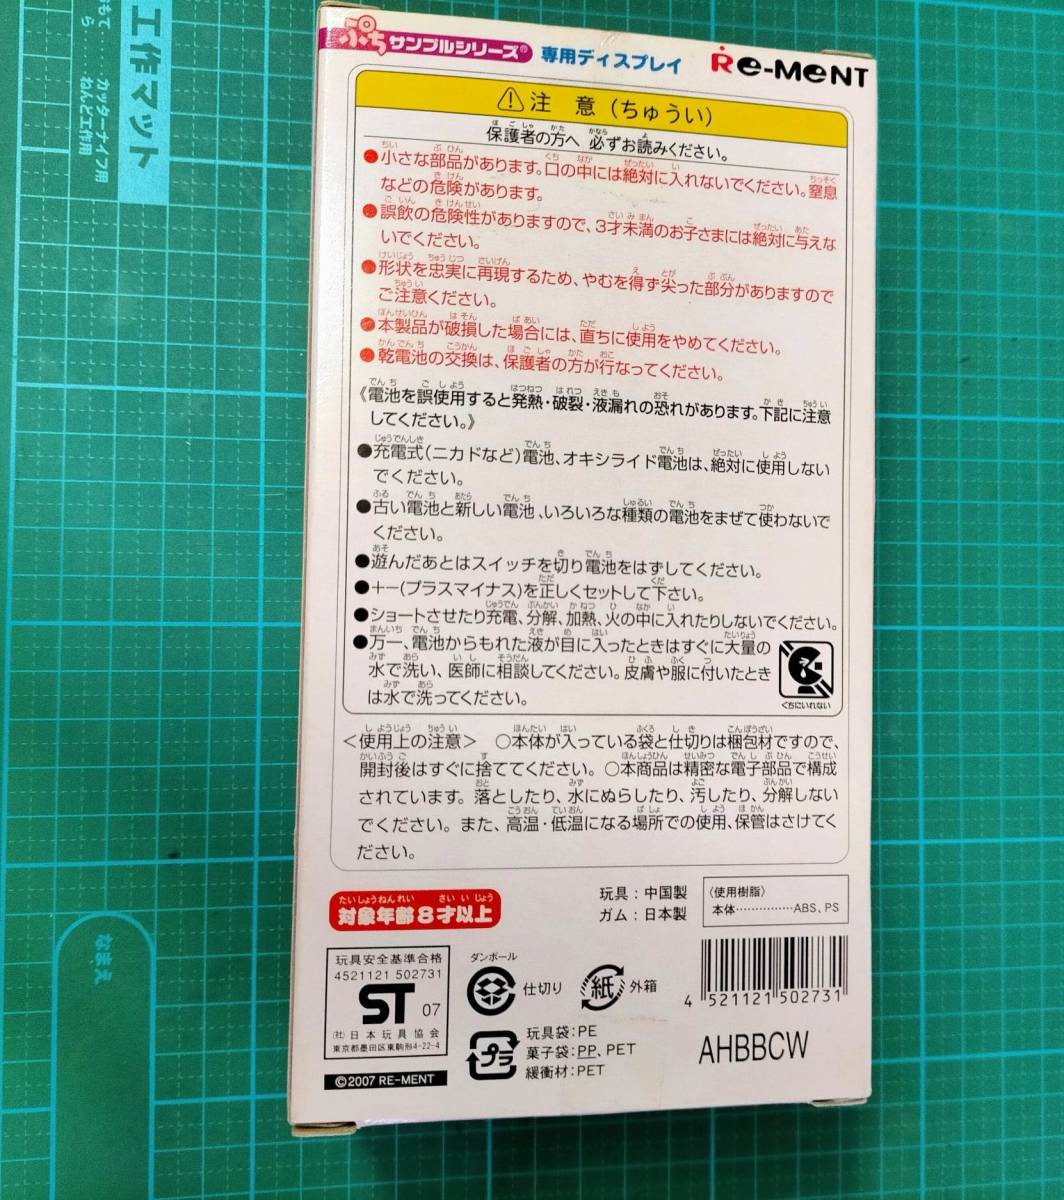 ぷちサンプルシリーズ® 専用ディスプレイ Re-MeNT
⚠注 意(ちゅうい)
保護者の方へ 必ずお読みください。
●小さな部品があります。口の中には絶対に入れないでください。窒息
などの危険があります。
●誤飲の危険性がありますので、3才未満のお子さまには絶対に与えな
いでください。
●形状を忠実に再現するため、やむを得ず尖った部分がありますので
ご注意ください。
●本製品が破損した場合には、直ちに使用をやめてください。
●乾電池の交換は、保護者の方が行なってください。
《電池を誤使用すると発熱・破裂・液漏れの恐れがあります。下記に注意
してください。》
●充電式(ニカドなど)電池、オキシライド電池は、絶対に使用しない
でください。
●古い電池と新しい電池、いろいろな種類の電池をまぜて使わないで
ください。
●遊んだあとはスイッチを切り電池をはずしてください。
●+−(プラスマイナス)を正しくセットして下さい。
●ショートさせたり充電、分解、加熱、火の中に入れたりしないでください。
●万一、電池からもれた液が目に入ったときはすぐに大量の
水で洗い、医師に相談してください。皮膚や服に付いたとき
は水で洗ってください。
くちにいれない
<使用上の注意> ○本体が入っている袋と仕切りは梱包材ですので、
開封後はすぐに捨ててください。○本商品は精密な電子部品で構成
されています。落としたり、水にぬらしたり、汚したり、分解しない
でください。また、高温・低温になる場所での使用、保管はさけてく
ださい。
たいしょうねんれい さいいじょう
対象年齢8才以上
玩具:中国製
ガム:日本製
〈使用樹脂〉
本体……………ABS、PS
玩具安全基準合格
4521121 502731
ST 07
(社)日本玩具協会
東京都墨田区東駒形4-22-4
©2007 RE-MENT
ダンボール
仕切り
紙 外箱
プラ
玩具袋:PE
菓子袋:PP、PET
緩衝材:PET
4 521121 502731
AHBBCW
工作マット
カッターナイフ用
ねんど工作用
なまえ